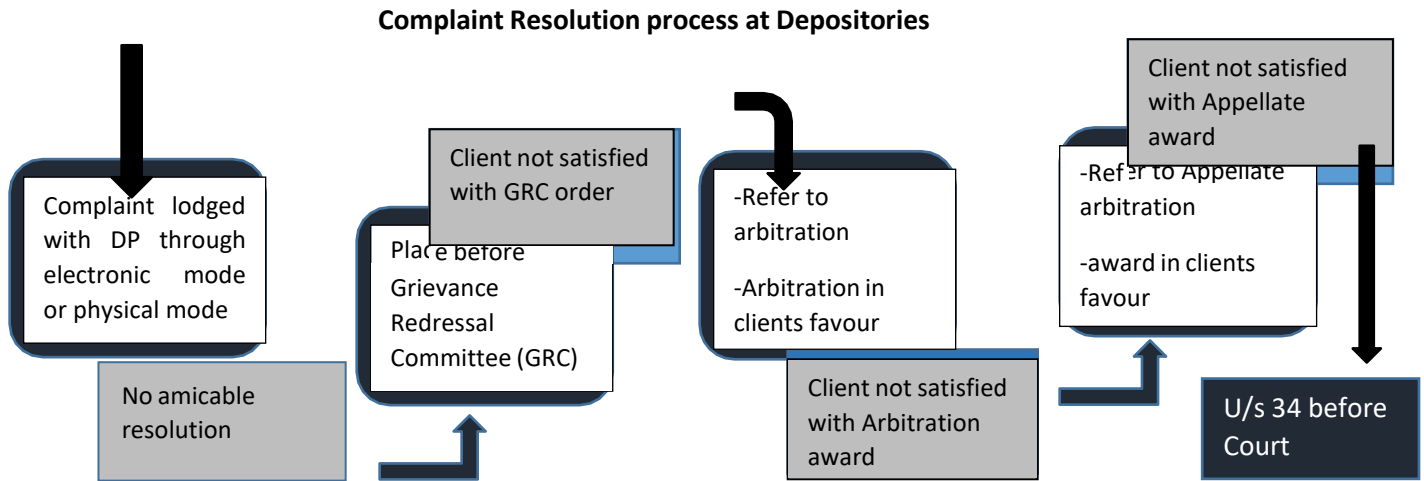 Complaint Resolution process at Depositories
Complaint lodged
with DP through
electronic mode
or physical mode
No amicable
resolution
Client not satisfied
with GRC order
Place before
Grievance
Redressal
Committee (GRC)
-Refer to
arbitration
-Arbitration in
clients favour
Client not satisfied
with Arbitration
award
Client not satisfied
with Appellate
award
-Refer to Appellate
arbitration
-award in clients
favour
U/s 34 before
Court